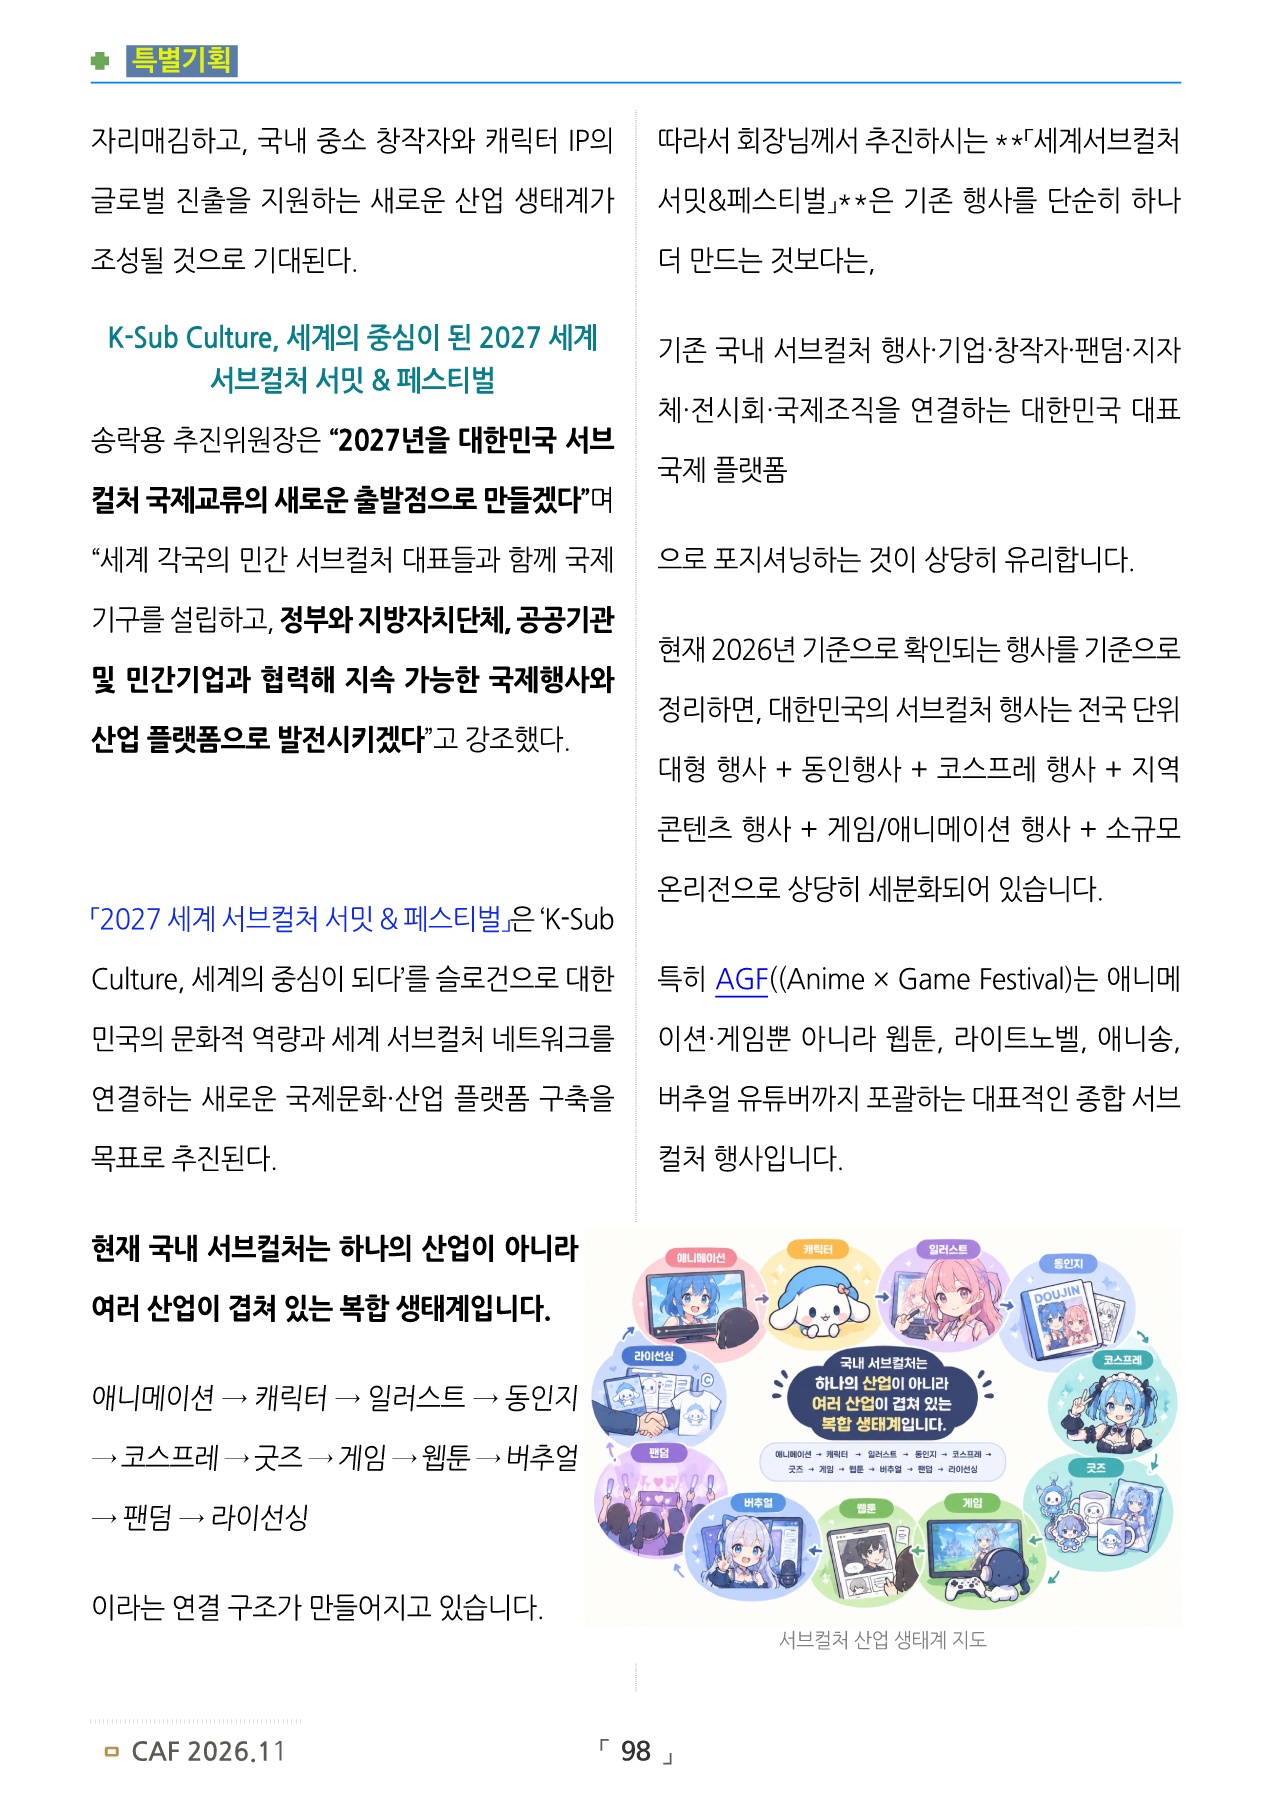 특별기획
자리매김하고, 국내 중소 창작자와 캐릭터 IP의
글로벌 진출을 지원하는 새로운 산업 생태계가
조성될 것으로 기대된다.
K-Sub Culture, 세계의 중심이 된 2027 세계
서브컬처 서밋 & 페스티벌
송락용 추진위원장은 “2027년을 대한민국 서브
컬처 국제교류의 새로운 출발점으로 만들겠다”며
“세계 각국의 민간 서브컬처 대표들과 함께 국제
기구를 설립하고, 정부와 지방자치단체, 공공기관
및 민간기업과 협력해 지속 가능한 국제행사와
산업 플랫폼으로 발전시키겠다”고 강조했다.
「2027 세계 서브컬처 서밋 & 페스티벌」은 ‘K-Sub
Culture, 세계의 중심이 되다’를 슬로건으로 대한
민국의 문화적 역량과 세계 서브컬처 네트워크를
연결하는 새로운 국제문화·산업 플랫폼 구축을
목표로 추진된다.
현재 국내 서브컬처는 하나의 산업이 아니라
여러 산업이 겹쳐 있는 복합 생태계입니다.
애니메이션 → 캐릭터 → 일러스트 → 동인지
→ 코스프레 → 굿즈 → 게임 → 웹툰 → 버추얼
→ 팬덤 → 라이선싱
이라는 연결 구조가 만들어지고 있습니다.
따라서 회장님께서 추진하시는 **「세계서브컬처
서밋&페스티벌」**은 기존 행사를 단순히 하나
더 만드는 것보다는,
기존 국내 서브컬처 행사·기업·창작자·팬덤·지자
체·전시회·국제조직을 연결하는 대한민국 대표
국제 플랫폼
으로 포지셔닝하는 것이 상당히 유리합니다.
현재 2026년 기준으로 확인되는 행사를 기준으로
정리하면, 대한민국의 서브컬처 행사는 전국 단위
대형 행사 + 동인행사 + 코스프레 행사 + 지역
콘텐츠 행사 + 게임/애니메이션 행사 + 소규모
온리전으로 상당히 세분화되어 있습니다.
특히 AGF((Anime × Game Festival)는 애니메
이션·게임뿐 아니라 웹툰, 라이트노벨, 애니송,
버추얼 유튜버까지 포괄하는 대표적인 종합 서브
컬처 행사입니다.
애니메이션
캐릭터
일러스트
동인지
DOUJIN
코스프레
굿즈
게임
웹툰
버추얼
팬덤
라이선싱
국내 서브컬처는
하나의 산업이 아니라
여러 산업이 겹쳐 있는
복합 생태계입니다.
애니메이션 → 캐릭터 → 일러스트 → 동인지 → 코스프레 →
굿즈 → 게임 → 웹툰 → 버추얼 → 팬덤 → 라이선싱
서브컬처 산업 생태계 지도
CAF 2026.11
「 98 」